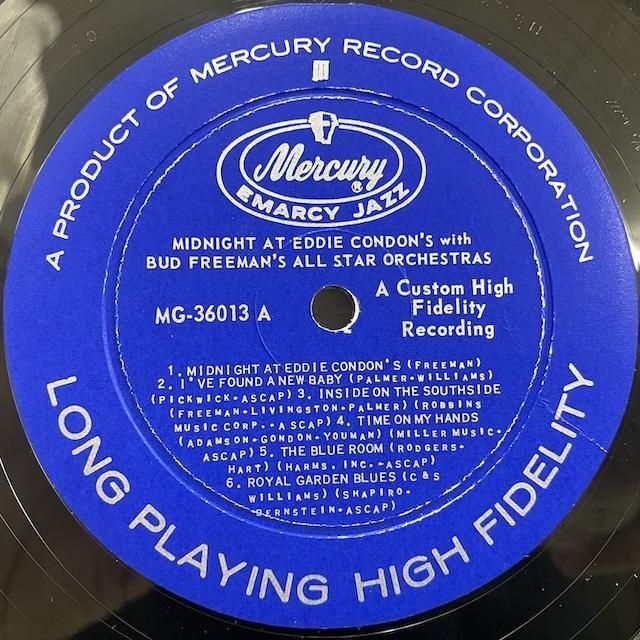 A PRODUCT OF MERCURY RECORD CORPORATION
Mercury
®
EMARCY JAZZ
MIDNIGHT AT EDDIE CONDON'S with
BUD FREEMAN'S ALL STAR ORCHESTRAS
MG-36013 A
A Custom High
Fidelity
Recording
1. MIDNIGHT AT EDDIE CONDON'S (FREEMAN)
2. I'VE FOUND A NEW BABY (PALMER-WILLIAMS)
(PICKWICK-ASCAP) 3. INSIDE ON THE SOUTHSIDE
(FREEMAN-LIVINGSTON-PALMER) (ROBBINS
MUSIC CORP.-ASCAP) 4. TIME ON MY HANDS
(ADAMSON-GONDON-YOUMAN) (MILLER MUSIC-
ASCAP) 5. THE BLUE ROOM (RODGERS-
HART) (HARMS, INC.-ASCAP)
6. ROYAL GARDEN BLUES (C & S
WILLIAMS) (SHAPIRO-
BERNSTEIN-ASCAP)
LONG PLAYING HIGH FIDELITY